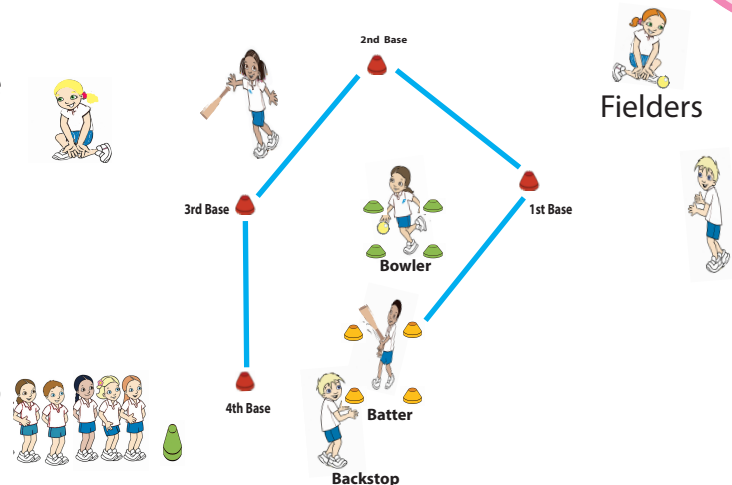 2nd Base
Fielders
3rd Base
1st Base
Bowler
4th Base
Batter
Backstop